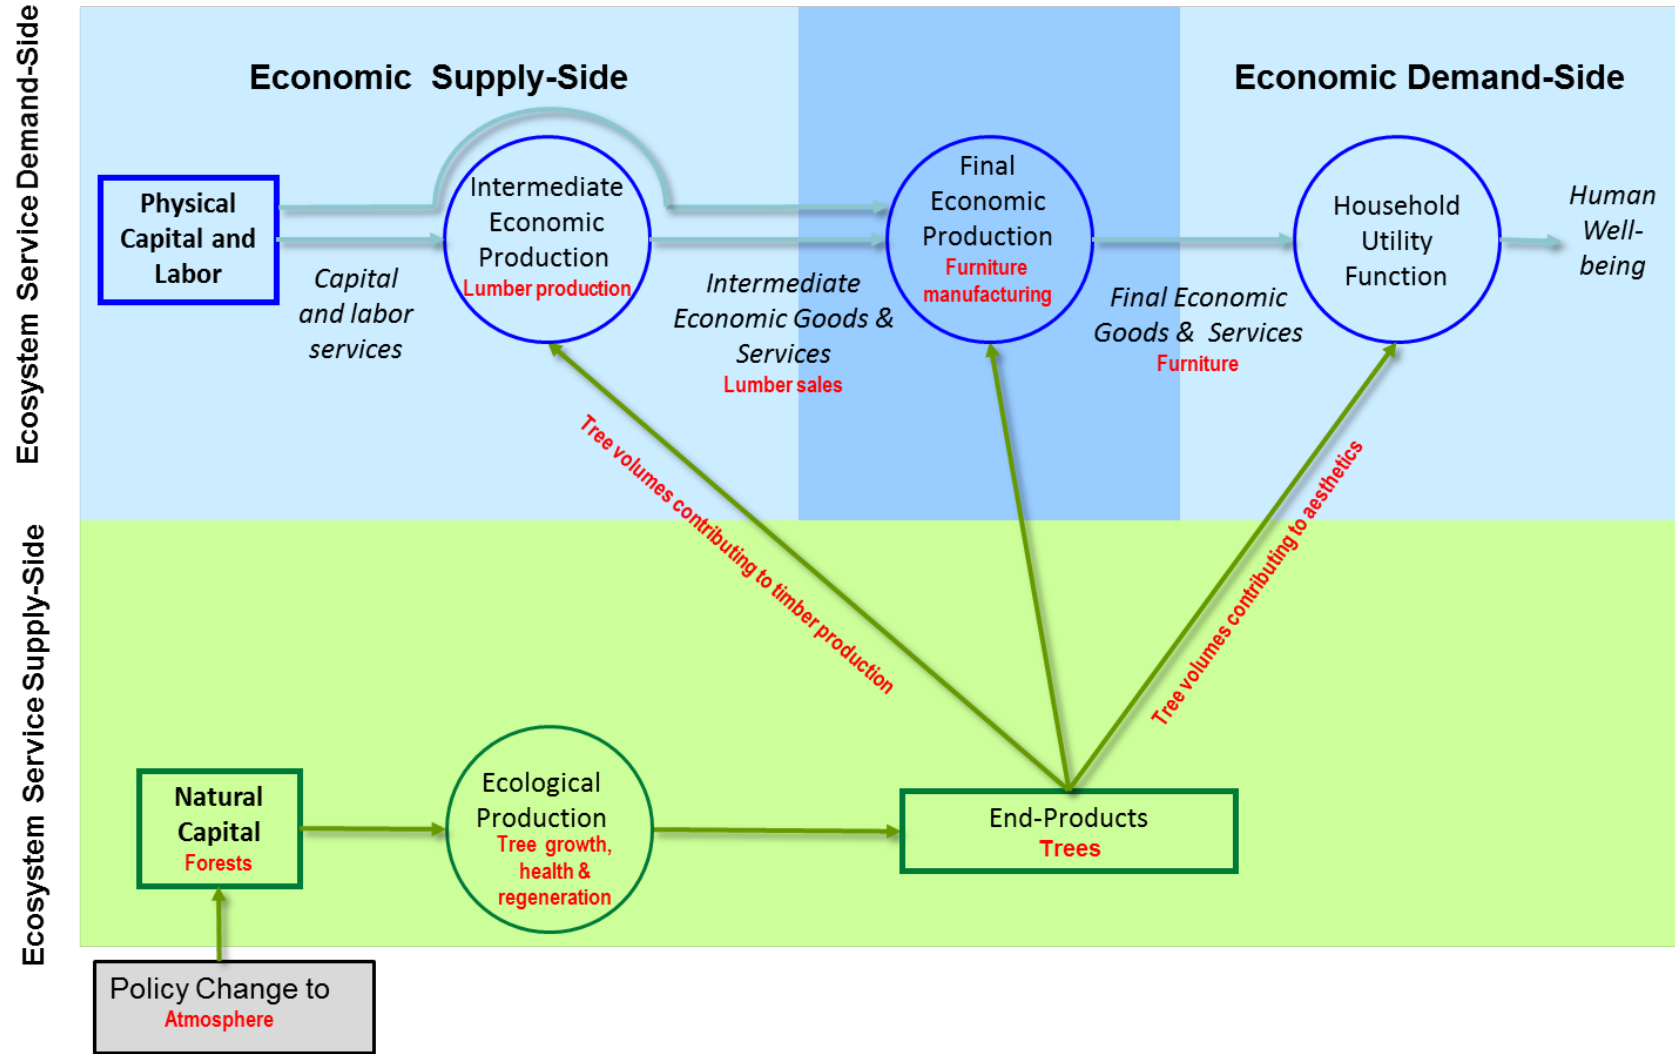 Ecosystem Service Demand-Side
Economic Supply-Side
Economic Demand-Side
Physical
Capital and
Labor
Capital
and labor
services
Intermediate
Economic
Production
Lumber production
Intermediate
Economic Goods &
Services
Lumber sales
Final
Economic
Production
Furniture
manufacturing
Final Economic
Goods & Services
Furniture
Household
Utility
Function
Human
Well-
being
Tree volumes contributing to timber production
Tree volumes contributing to aesthetics
Ecosystem Service Supply-Side
Natural
Capital
Forests
Ecological
Production
Tree growth,
health &
regeneration
End-Products
Trees
Policy Change to
Atmosphere